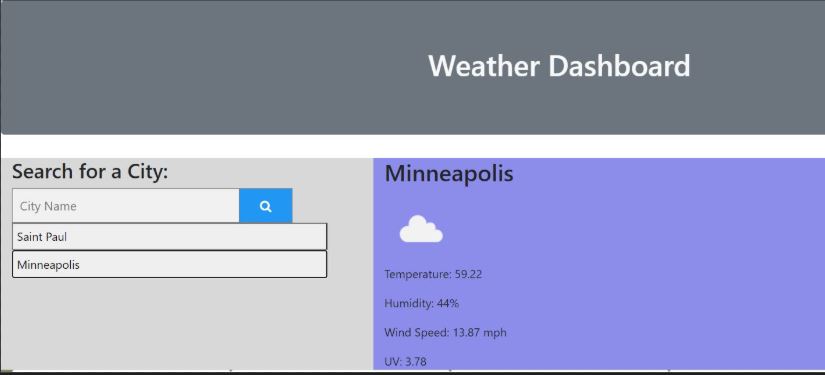 Weather Dashboard
Search for a City:
City Name
Saint Paul
Minneapolis
Minneapolis
Temperature: 59.22
Humidity: 44%
Wind Speed: 13.87 mph
UV: 3.78